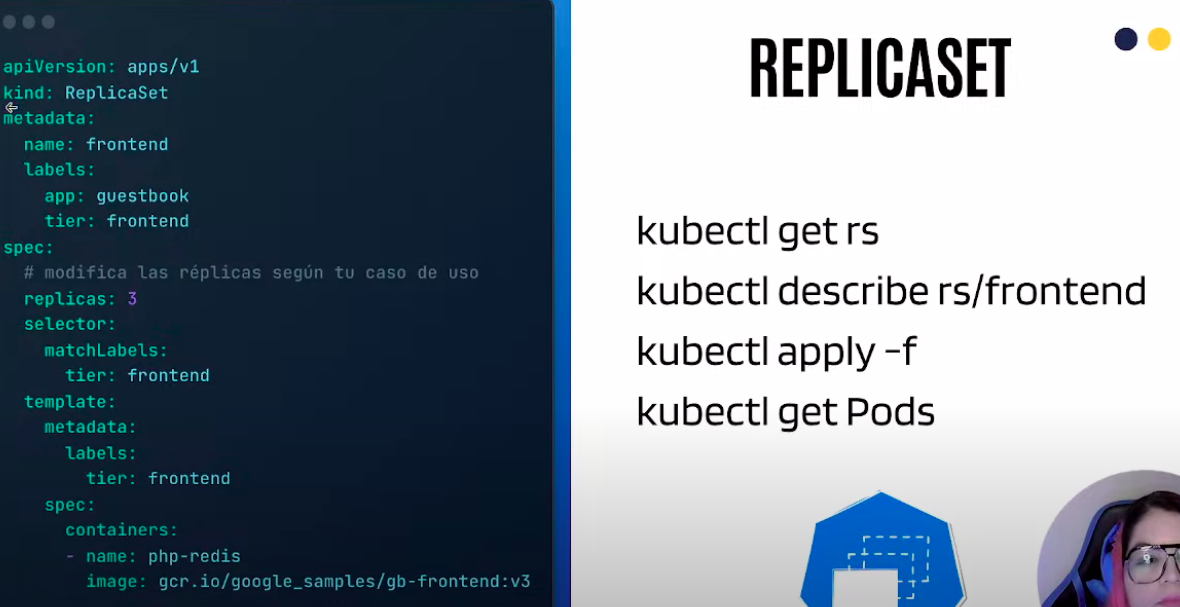 apiVersion: apps/v1
kind: ReplicaSet
metadata:
  name: frontend
  labels:
    app: guestbook
    tier: frontend
spec:
  # modifica las réplicas según tu caso de uso
  replicas: 3
  selector:
    matchLabels:
      tier: frontend
  template:
    metadata:
      labels:
        tier: frontend
    spec:
      containers:
      - name: php-redis
        image: gcr.io/google_samples/gb-frontend:v3
REPLICASET
kubectl get rs
kubectl describe rs/frontend
kubectl apply -f
kubectl get Pods